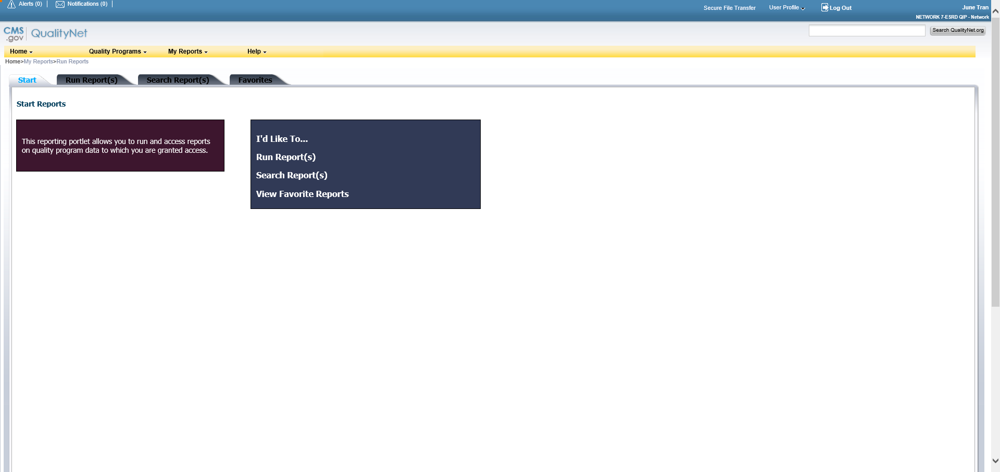 Alerts (0) | Notifications (0) |
Secure File Transfer User Profile Log Out June Tran
NETWORK 7-ESRD QIP - Network
CMS .gov QualityNet Search QualityNet.org
Home Quality Programs My Reports Help
Home>My Reports>Run Reports
Start Run Report(s) Search Report(s) Favorites
Start Reports
This reporting portlet allows you to run and access reports
on quality program data to which you are granted access.
I'd Like To...
Run Report(s)
Search Report(s)
View Favorite Reports